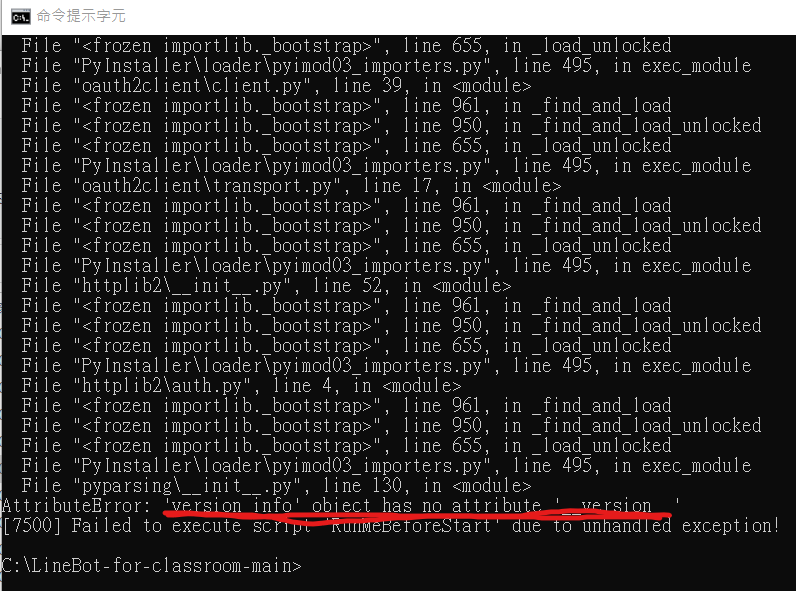 命令提示字元
File "<frozen importlib._bootstrap>", line 655, in _load_unlocked
File "PyInstaller\loader\pyimod03_importers.py", line 495, in exec_module
File "oauth2client\client.py", line 39, in <module>
File "<frozen importlib._bootstrap>", line 961, in _find_and_load
File "<frozen importlib._bootstrap>", line 950, in _find_and_load_unlocked
File "<frozen importlib._bootstrap>", line 655, in _load_unlocked
File "PyInstaller\loader\pyimod03_importers.py", line 495, in exec_module
File "oauth2client\transport.py", line 17, in <module>
File "<frozen importlib._bootstrap>", line 961, in _find_and_load
File "<frozen importlib._bootstrap>", line 950, in _find_and_load_unlocked
File "<frozen importlib._bootstrap>", line 655, in _load_unlocked
File "PyInstaller\loader\pyimod03_importers.py", line 495, in exec_module
File "httplib2\__init__.py", line 52, in <module>
File "<frozen importlib._bootstrap>", line 961, in _find_and_load
File "<frozen importlib._bootstrap>", line 950, in _find_and_load_unlocked
File "<frozen importlib._bootstrap>", line 655, in _load_unlocked
File "PyInstaller\loader\pyimod03_importers.py", line 495, in exec_module
File "httplib2\auth.py", line 4, in <module>
File "<frozen importlib._bootstrap>", line 961, in _find_and_load
File "<frozen importlib._bootstrap>", line 950, in _find_and_load_unlocked
File "<frozen importlib._bootstrap>", line 655, in _load_unlocked
File "PyInstaller\loader\pyimod03_importers.py", line 495, in exec_module
File "pyparsing\__init__.py", line 130, in <module>
AttributeError: 'version_info' object has no attribute '__version__'
[7500] Failed to execute script 'RunMeBeforeStart' due to unhandled exception!
C:\LineBot-for-classroom-main>